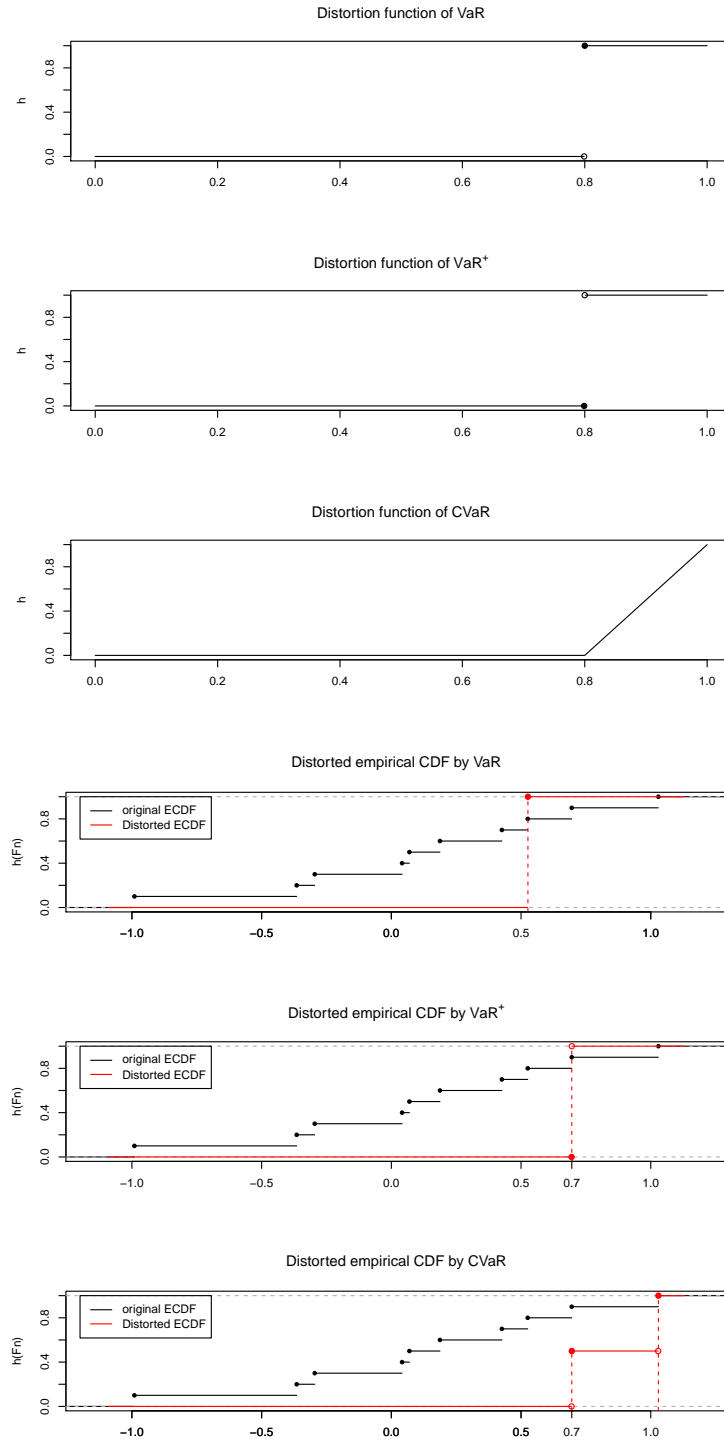 Distortion function of VaR
h
0.0 0.4 0.8
0.0 0.2 0.4 0.6 0.8 1.0
Distortion function of VaR+
h
0.0 0.4 0.8
0.0 0.2 0.4 0.6 0.8 1.0
Distortion function of CVaR
h
0.0 0.4 0.8
0.0 0.2 0.4 0.6 0.8 1.0
Distorted empirical CDF by VaR
h(Fn)
0.0 0.4 0.8
original ECDF
Distorted ECDF
−1.0 −0.5 0.0 0.5 1.0
Distorted empirical CDF by VaR+
h(Fn)
0.0 0.4 0.8
original ECDF
Distorted ECDF
−1.0 −0.5 0.0 0.5 0.7 1.0
Distorted empirical CDF by CVaR
h(Fn)
0.0 0.4 0.8
original ECDF
Distorted ECDF
−1.0 −0.5 0.0 0.5 0.7 1.0